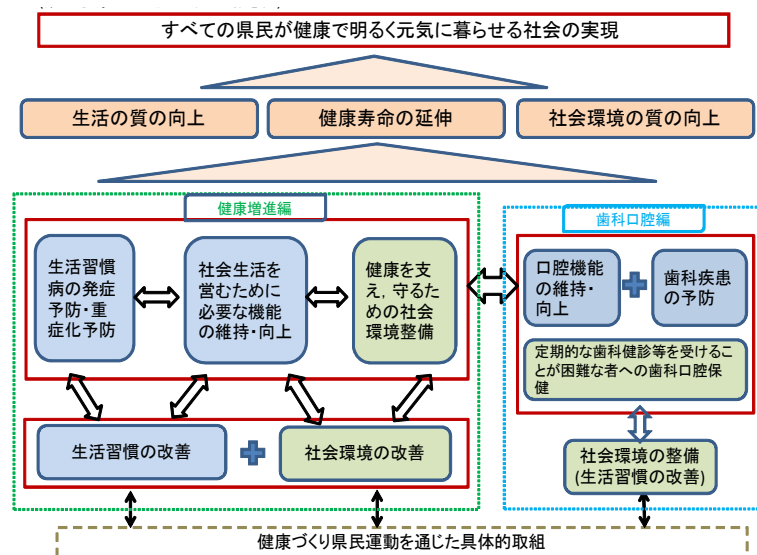 すべての県民が健康で明るく元気に暮らせる社会の実現
生活の質の向上
健康寿命の延伸
社会環境の質の向上
健康増進編
生活習慣
病の発症
予防・重
症化予防
社会生活を
営むために
必要な機能
の維持・向上
健康を支
え，守るた
めの社会
環境整備
生活習慣の改善
社会環境の改善
歯科口腔編
口腔機能
の維持・
向上
歯科疾患
の予防
定期的な歯科健診等を受けるこ
とが困難な者への歯科口腔保
健
社会環境の整備
(生活習慣の改善)
健康づくり県民運動を通じた具体的取組